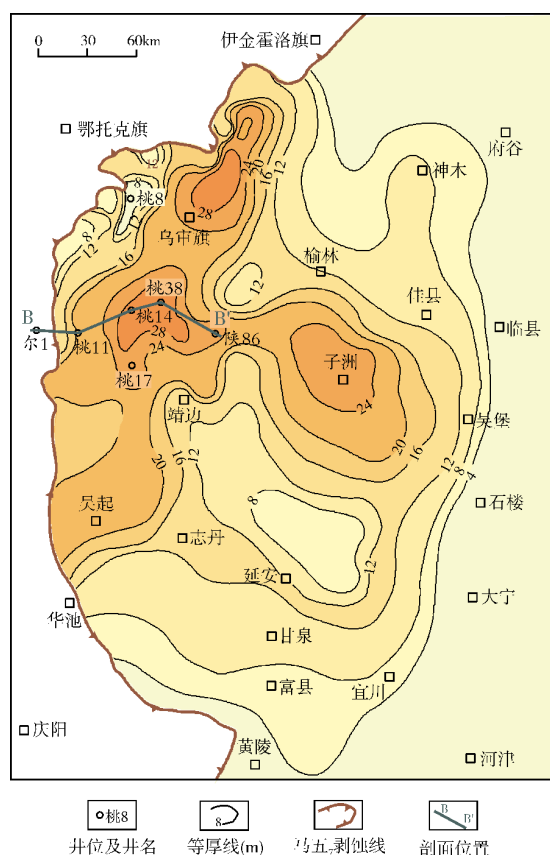 0 30 60km
伊金霍洛旗
鄂托克旗
府谷
神木
12
24 20 16 12
8
桃8
12
28
乌审旗
8
12
16
榆林
12
佳县
桃38
B
B'
桃14
临县
尔1
桃11
28
陕86
24
子洲
桃17
24
靖边
吴堡
20
16
12
20
16
12
8
4
吴起
8
石楼
志丹
12
延安
大宁
华池
甘泉
富县
宜川
庆阳
黄陵
河津
桃8
8
B
B'
井位及井名
等厚线(m)
马五7剥蚀线
剖面位置